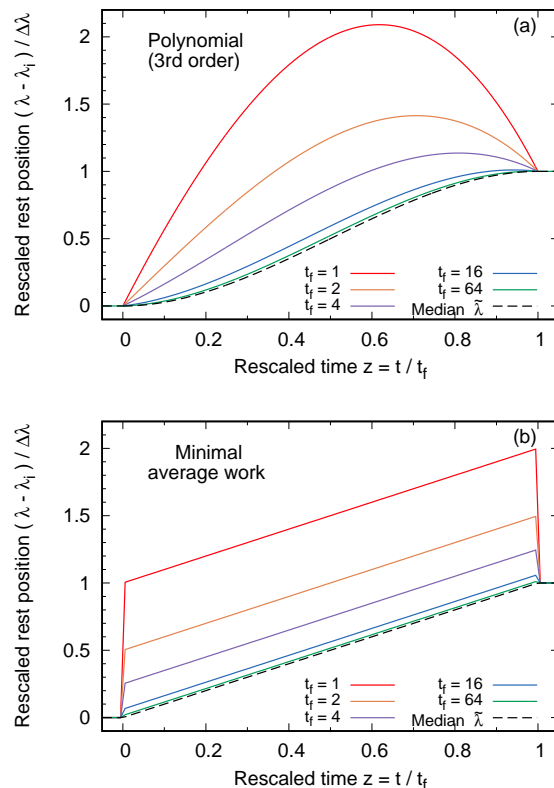 (a)
Polynomial
(3rd order)
Rescaled rest position ( λ - λi ) / Δλ
2
1.5
1
0.5
0
tf = 1
tf = 2
tf = 4
tf = 16
tf = 64
Median λ̃
0 0.2 0.4 0.6 0.8 1
Rescaled time z = t / tf
(b)
Minimal
average work
Rescaled rest position ( λ - λi ) / Δλ
2
1.5
1
0.5
0
tf = 1
tf = 2
tf = 4
tf = 16
tf = 64
Median λ̃
0 0.2 0.4 0.6 0.8 1
Rescaled time z = t / tf